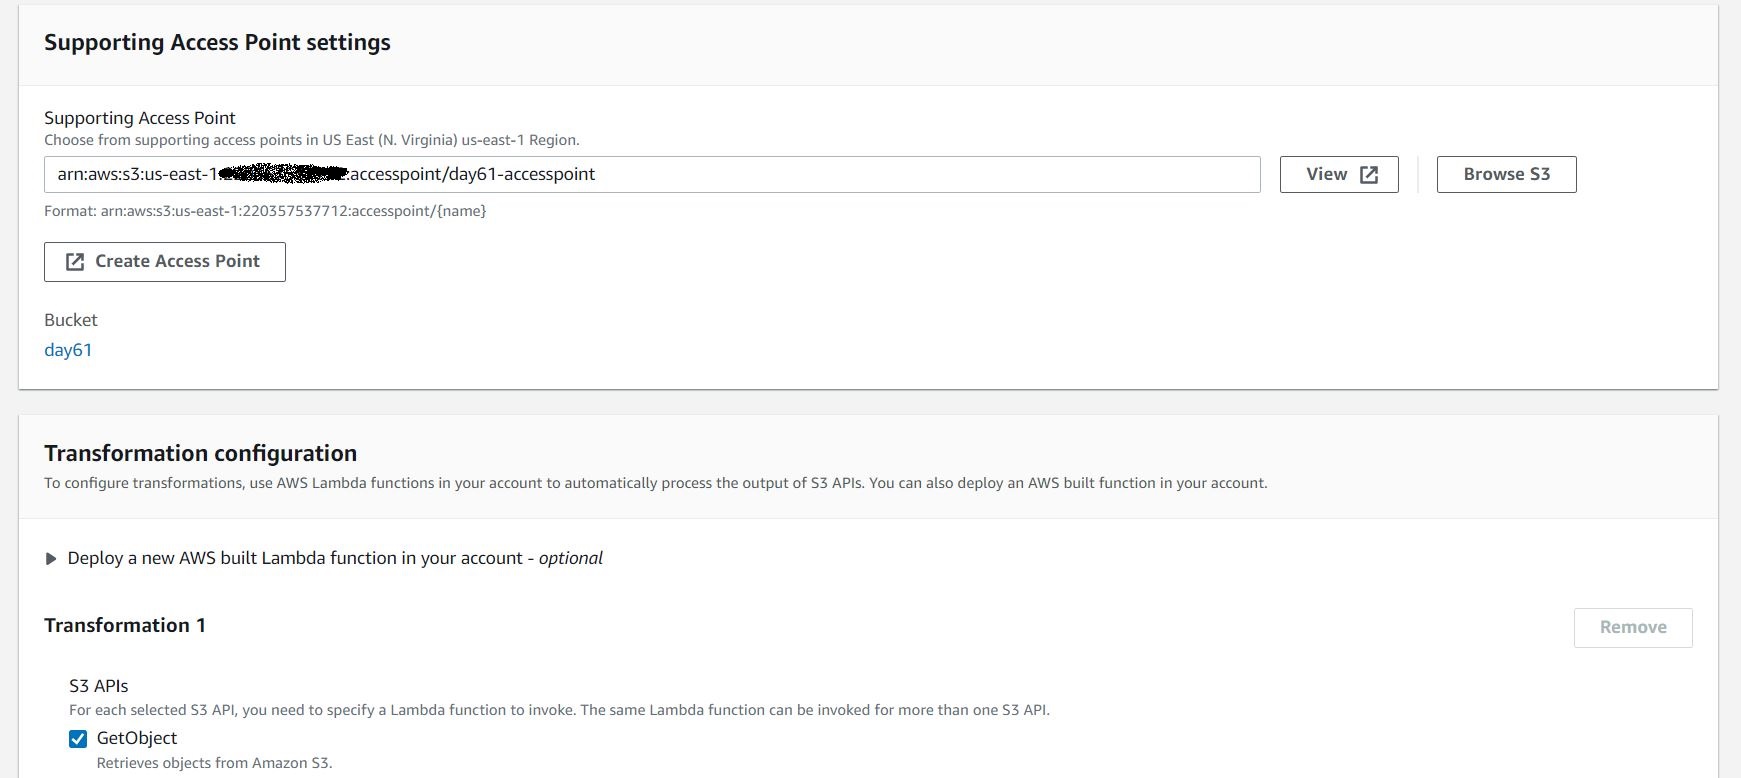 Supporting Access Point settings
Supporting Access Point
Choose from supporting access points in US East (N. Virginia) us-east-1 Region.
arn:aws:s3:us-east-1: :accesspoint/day61-accesspoint
View
Browse S3
Format: arn:aws:s3:us-east-1:220357537712:accesspoint/{name}
Create Access Point
Bucket
day61
Transformation configuration
To configure transformations, use AWS Lambda functions in your account to automatically process the output of S3 APIs. You can also deploy an AWS built function in your account.
Deploy a new AWS built Lambda function in your account - optional
Transformation 1
Remove
S3 APIs
For each selected S3 API, you need to specify a Lambda function to invoke. The same Lambda function can be invoked for more than one S3 API.
GetObject
Retrieves objects from Amazon S3.